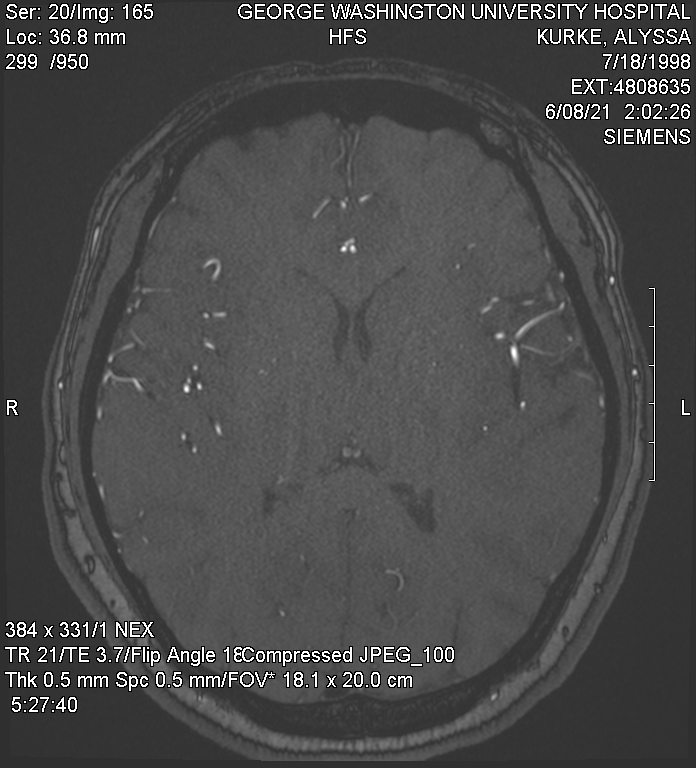 Ser: 20/Img: 165
Loc: 36.8 mm
299 /950
HFS
GEORGE WASHINGTON UNIVERSITY HOSPITAL
KURKE, ALYSSA
7/18/1998
EXT:4808635
6/08/21 2:02:26
SIEMENS
R
L
384 x 331/1 NEX
TR 21/TE 3.7/Flip Angle 18Compressed JPEG_100
Thk 0.5 mm Spc 0.5 mm/FOV* 18.1 x 20.0 cm
5:27:40